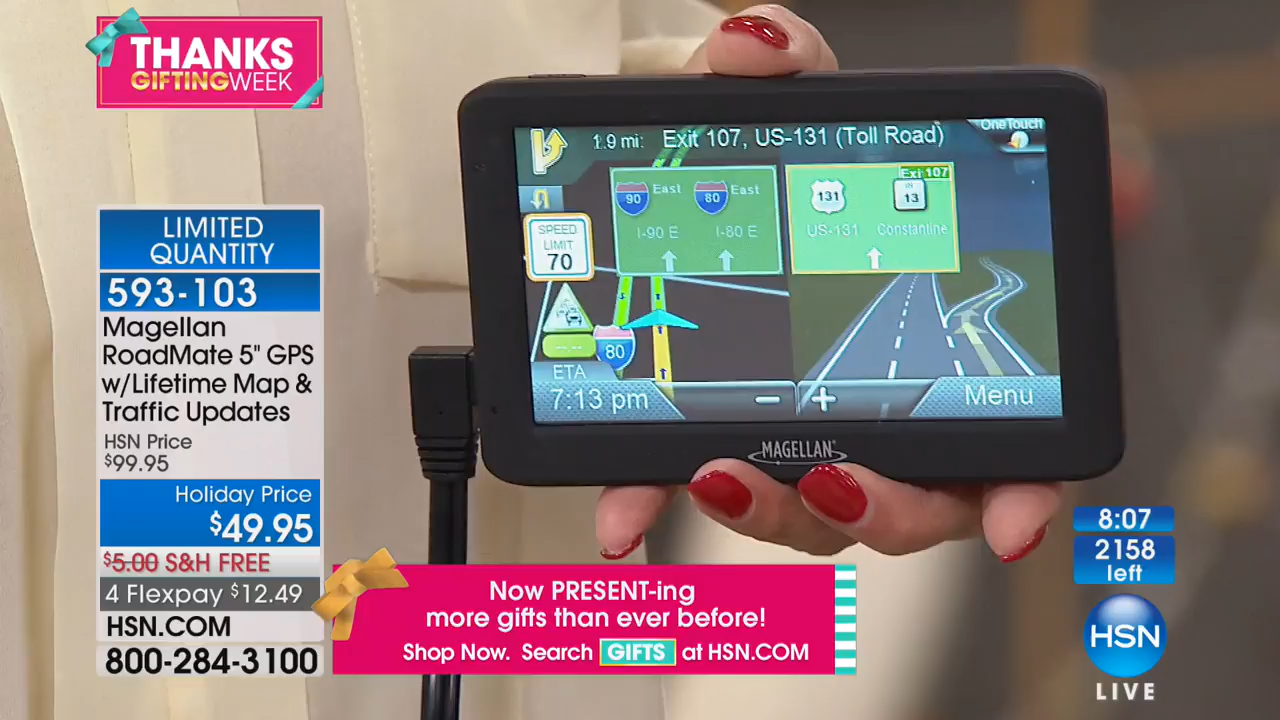 THANKS
GIFTING WEEK
LIMITED
QUANTITY
593-103
Magellan
RoadMate 5" GPS
w/Lifetime Map &
Traffic Updates
HSN Price
$99.95
Holiday Price
$49.95
$5.00 S&H FREE
4 Flexpay $12.49
HSN.COM
800-284-3100
1.9 mi: Exit 107, US-131 (Toll Road)
OneTouch
East East
90 80
I-90 E I-80 E
Exi 107
131 IN 13
US-131 Constantine
SPEED
LIMIT
70
80
ETA
7:13 pm
− + Menu
MAGELLAN
Now PRESENT-ing
more gifts than ever before!
Shop Now. Search GIFTS at HSN.COM
8:07
2158
left
HSN
LIVE